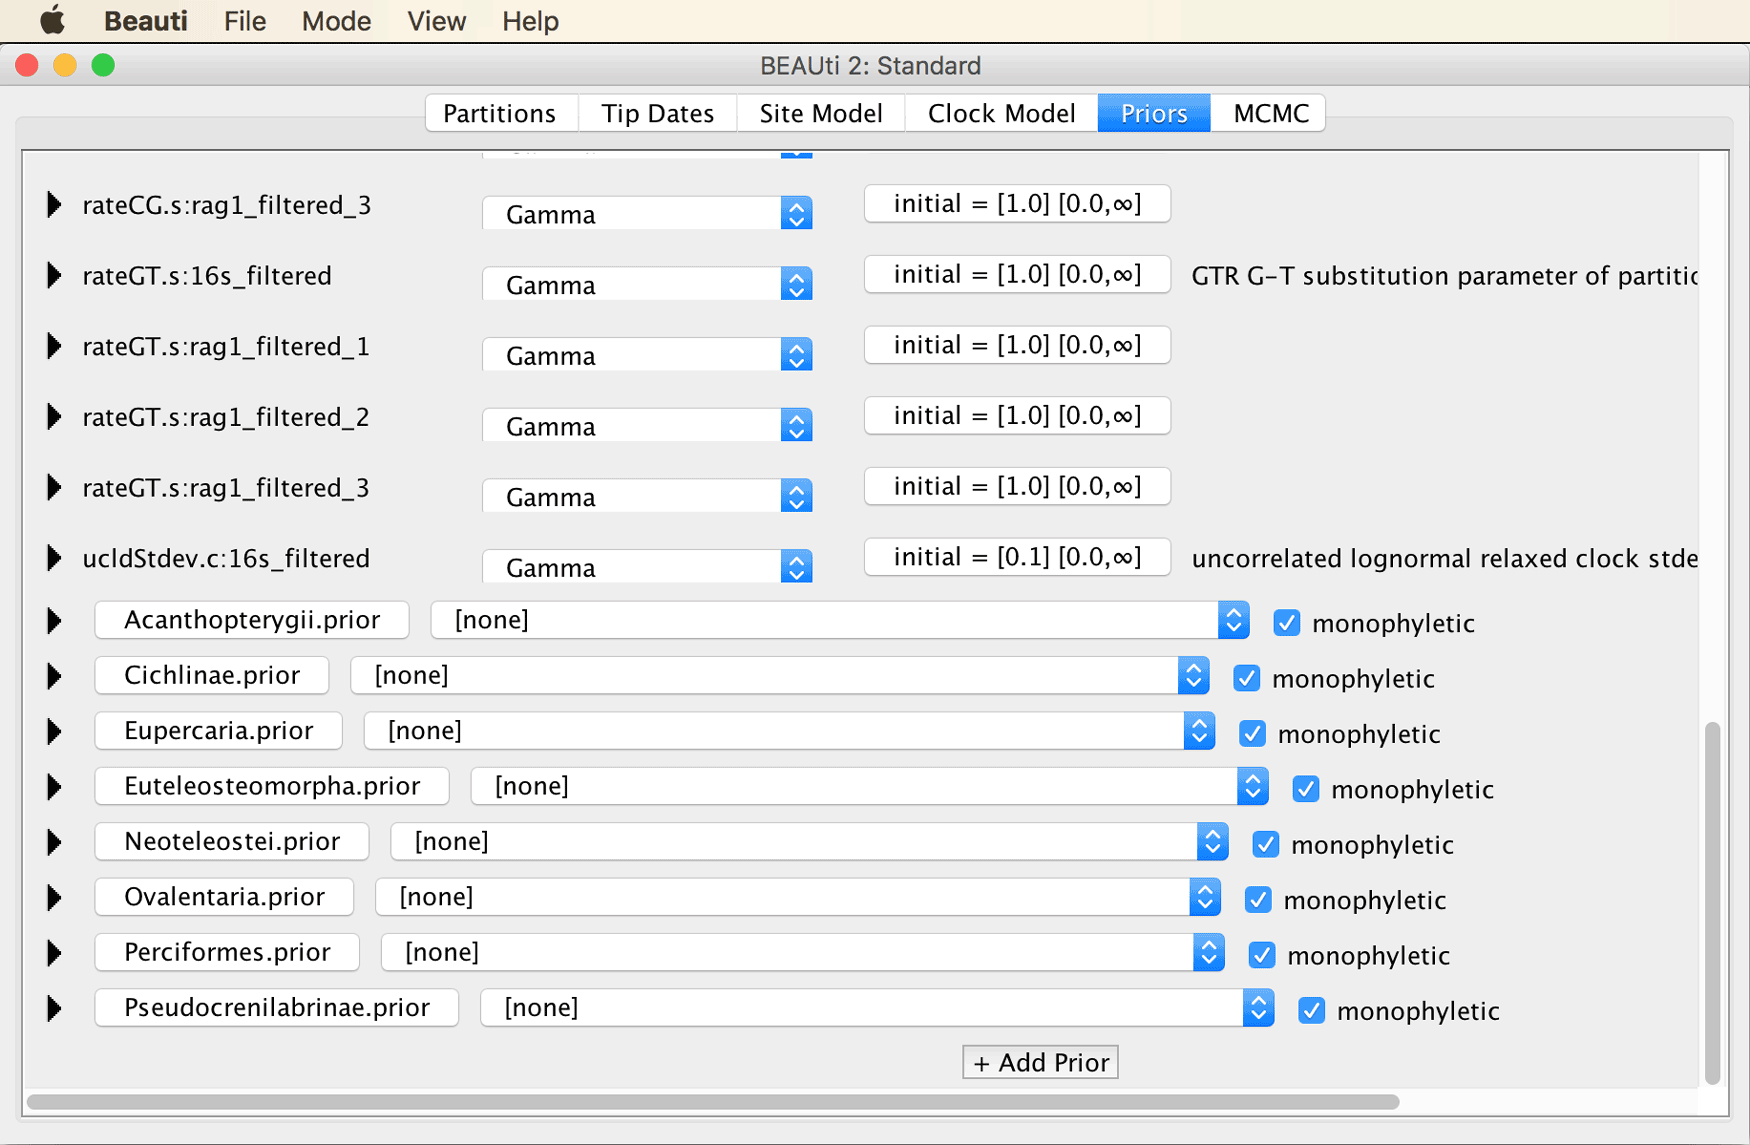 Beauti File Mode View Help
BEAUti 2: Standard
Partitions Tip Dates Site Model Clock Model Priors MCMC
rateCG.s:rag1_filtered_3 Gamma initial = [1.0] [0.0,∞]
rateGT.s:16s_filtered Gamma initial = [1.0] [0.0,∞] GTR G-T substitution parameter of partitic
rateGT.s:rag1_filtered_1 Gamma initial = [1.0] [0.0,∞]
rateGT.s:rag1_filtered_2 Gamma initial = [1.0] [0.0,∞]
rateGT.s:rag1_filtered_3 Gamma initial = [1.0] [0.0,∞]
ucldStdev.c:16s_filtered Gamma initial = [0.1] [0.0,∞] uncorrelated lognormal relaxed clock stde
Acanthopterygii.prior [none] monophyletic
Cichlinae.prior [none] monophyletic
Eupercaria.prior [none] monophyletic
Euteleosteomorpha.prior [none] monophyletic
Neoteleostei.prior [none] monophyletic
Ovalentaria.prior [none] monophyletic
Perciformes.prior [none] monophyletic
Pseudocrenilabrinae.prior [none] monophyletic
+ Add Prior